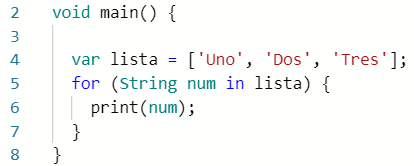 2 void main() {
3
4 var lista = ['Uno', 'Dos', 'Tres'];
5 for (String num in lista) {
6 print(num);
7 }
8 }